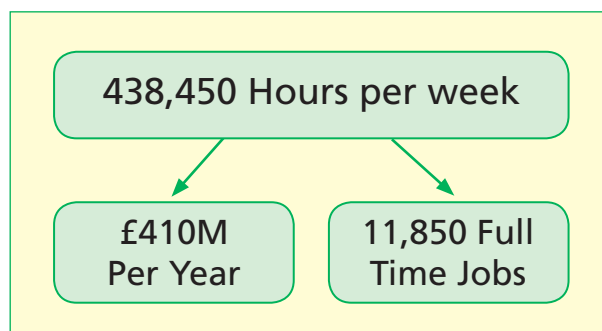 438,450 Hours per week
£410M
Per Year
11,850 Full
Time Jobs